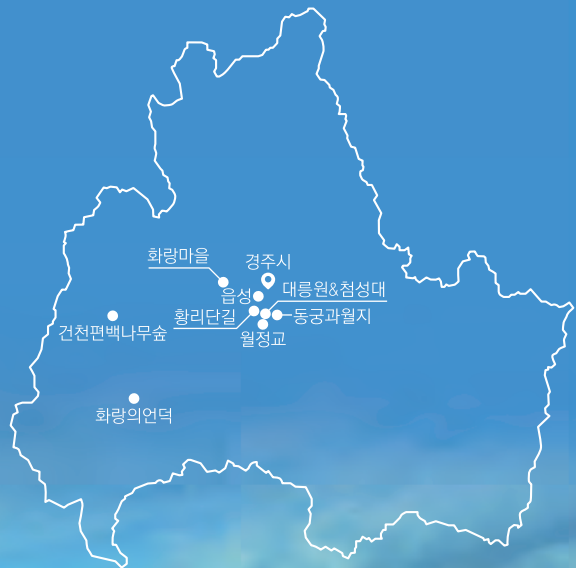 화랑마을
경주시
읍성
대릉원&첨성대
황리단길
동궁과월지
건천편백나무숲
월정교
화랑의언덕